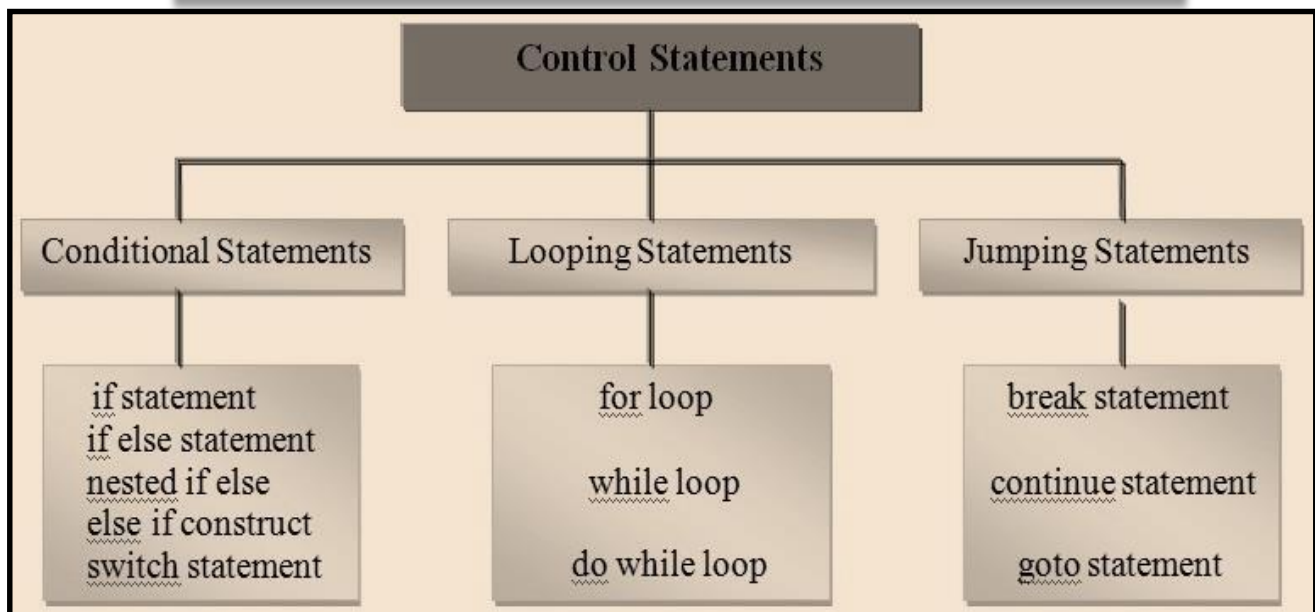 Control Statements
Conditional Statements
Looping Statements
Jumping Statements
if statement
if else statement
nested if else
else if construct
switch statement
for loop
while loop
do while loop
break statement
continue statement
goto statement